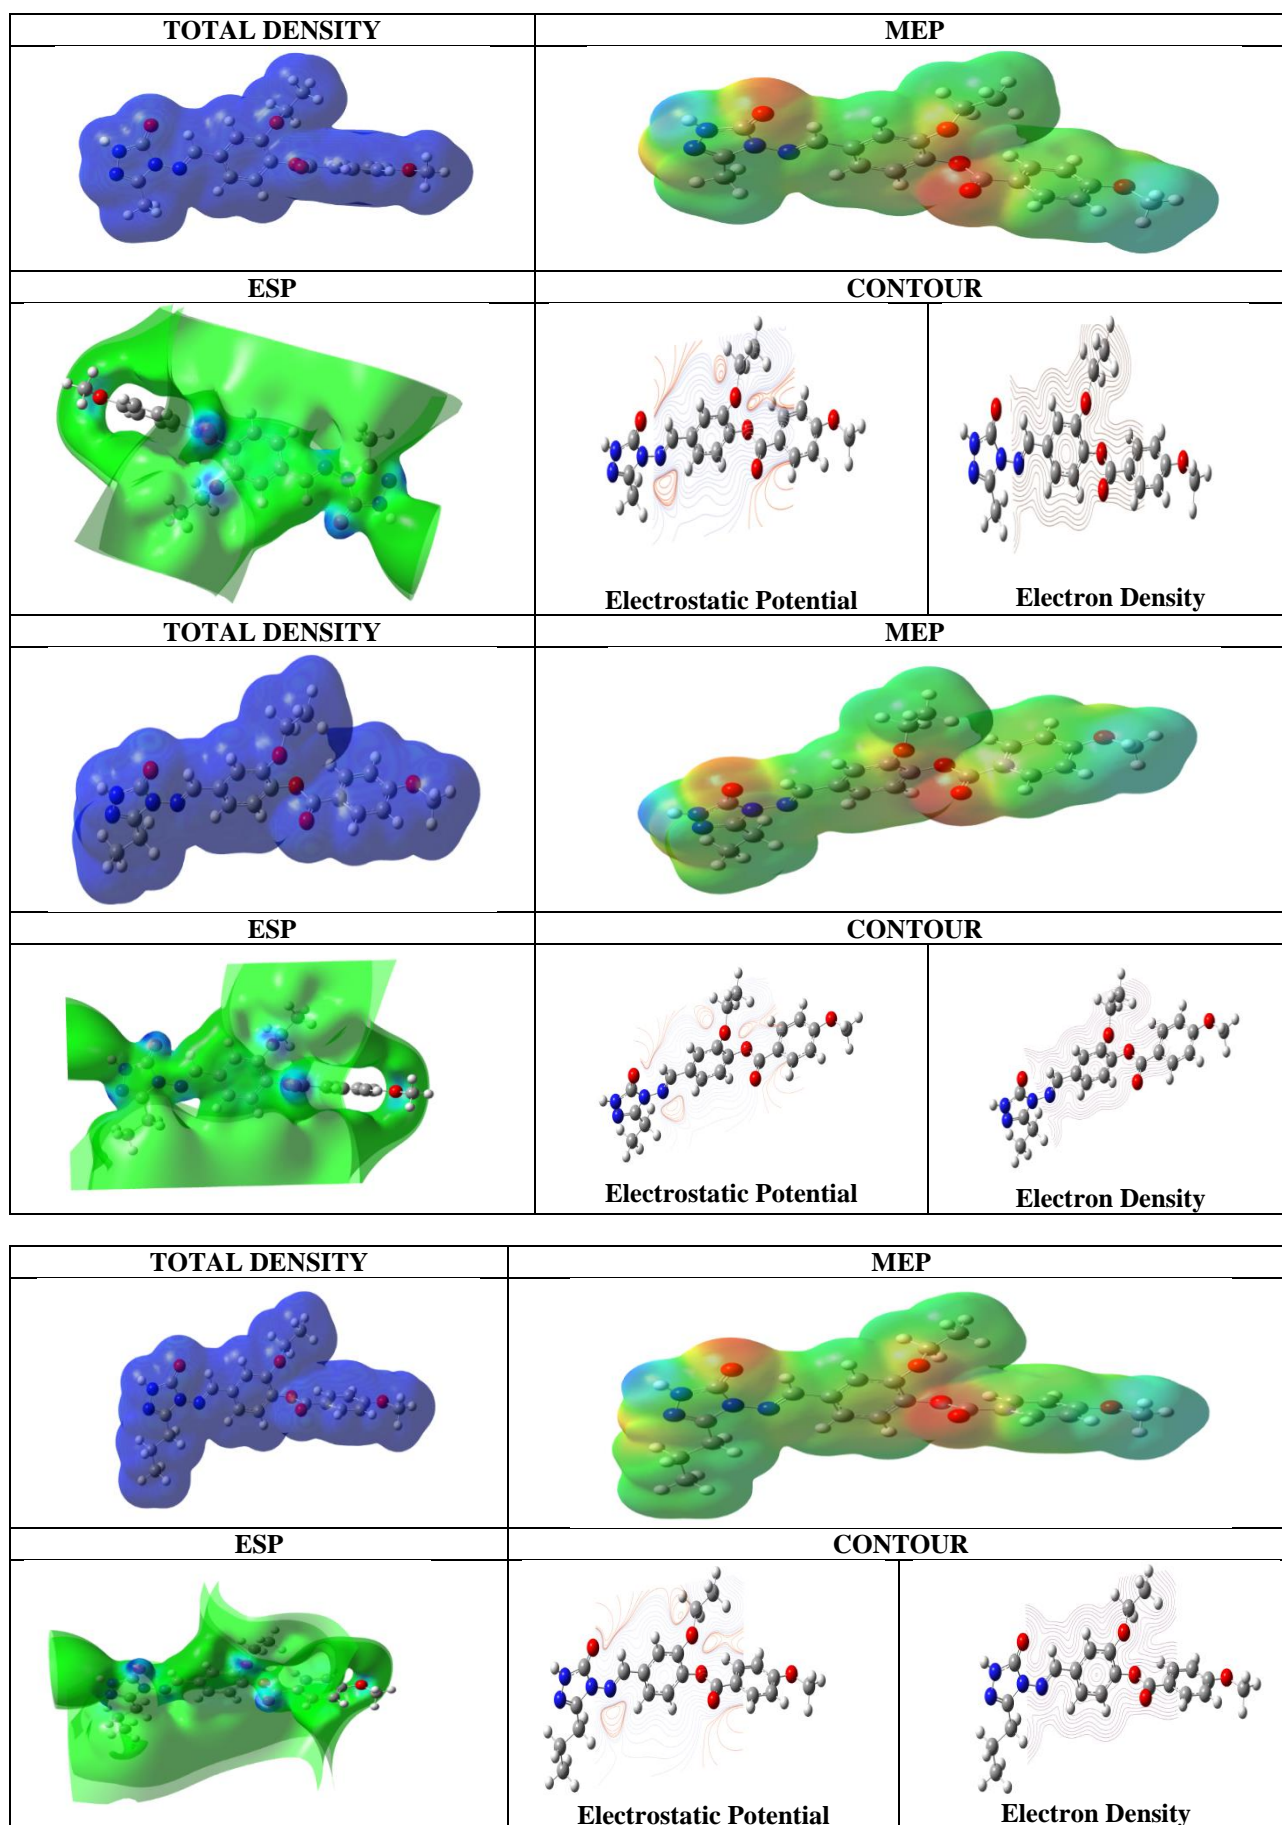 TOTAL DENSITY
MEP
ESP
CONTOUR
Electrostatic Potential
Electron Density
TOTAL DENSITY
MEP
ESP
CONTOUR
Electrostatic Potential
Electron Density
TOTAL DENSITY
MEP
ESP
CONTOUR
Electrostatic Potential
Electron Density